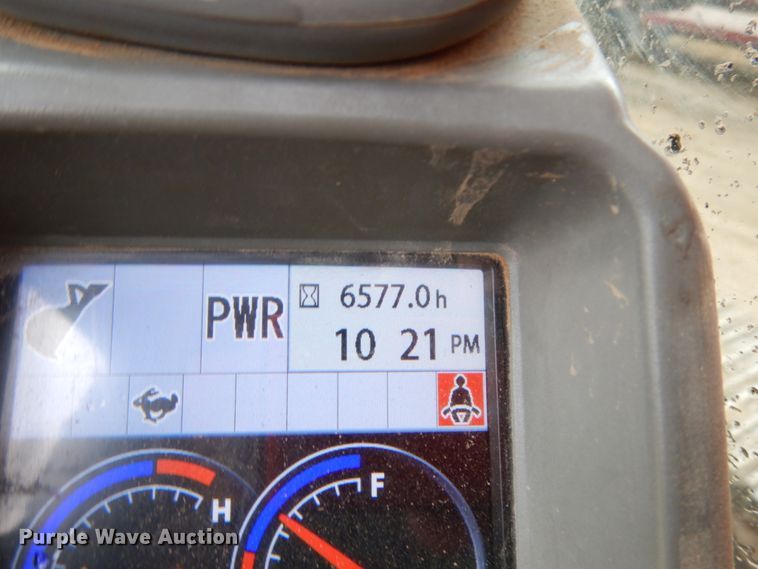 PWR
6577.0h
10 21 PM
H
F
Purple Wave Auction